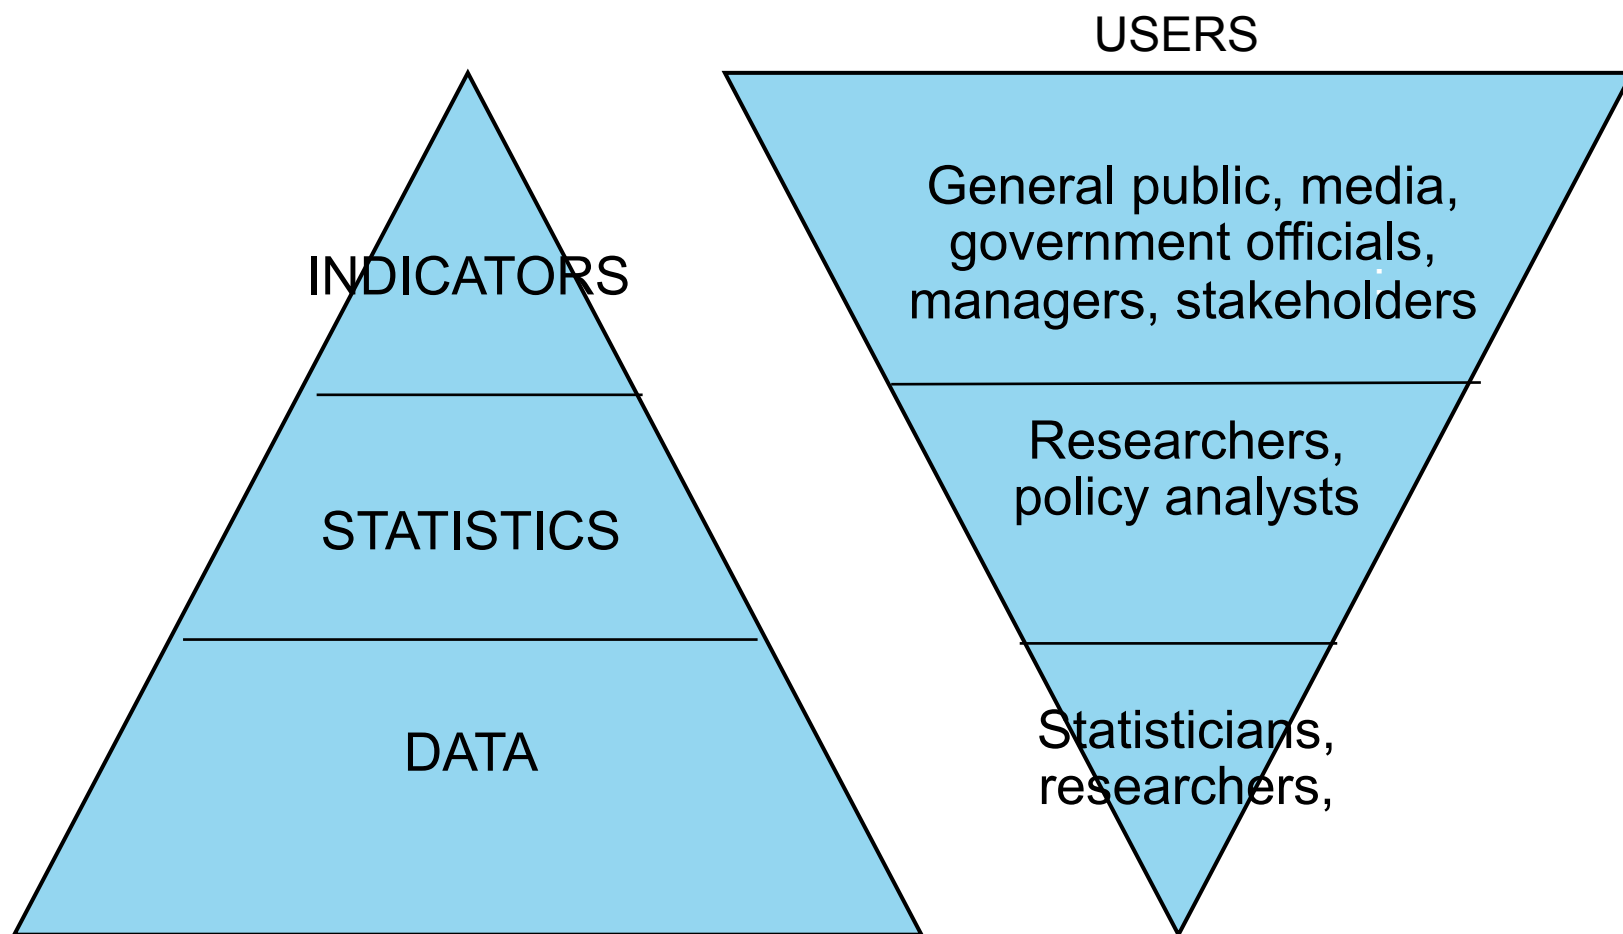 USERS
INDICATORS
STATISTICS
DATA
General public, media,
government officials,
managers, stakeholders
Researchers,
policy analysts
Statisticians,
researchers,